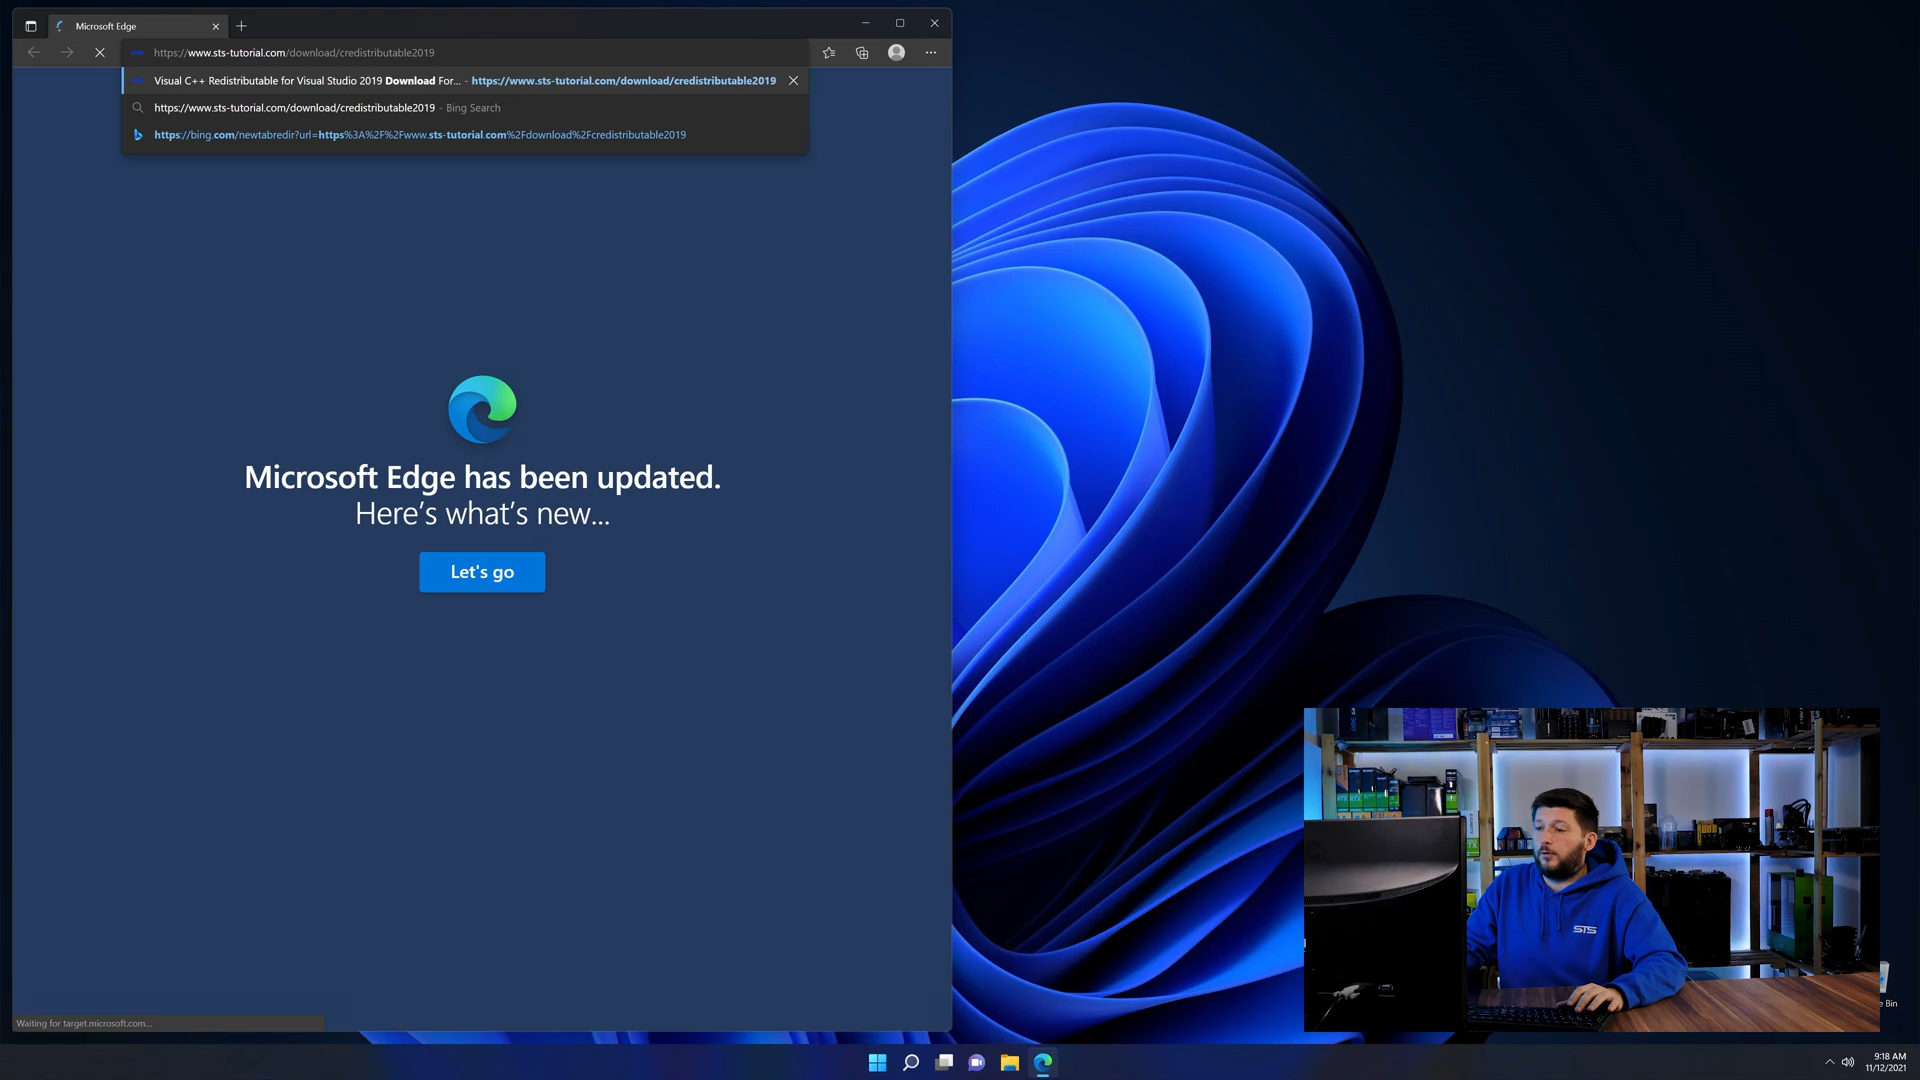 Microsoft Edge
https://www.sts-tutorial.com/download/credistributable2019
Visual C++ Redistributable for Visual Studio 2019 Download For... - https://www.sts-tutorial.com/download/credistributable2019
https://www.sts-tutorial.com/download/credistributable2019 - Bing Search
https://bing.com/newtabredir?url=https%3A%2F%2Fwww.sts-tutorial.com%2Fdownload%2Fcredistributable2019
Microsoft Edge has been updated.
Here's what's new...
Let's go
STS
Bin
Waiting for target.microsoft.com...
9:18 AM
11/12/2021